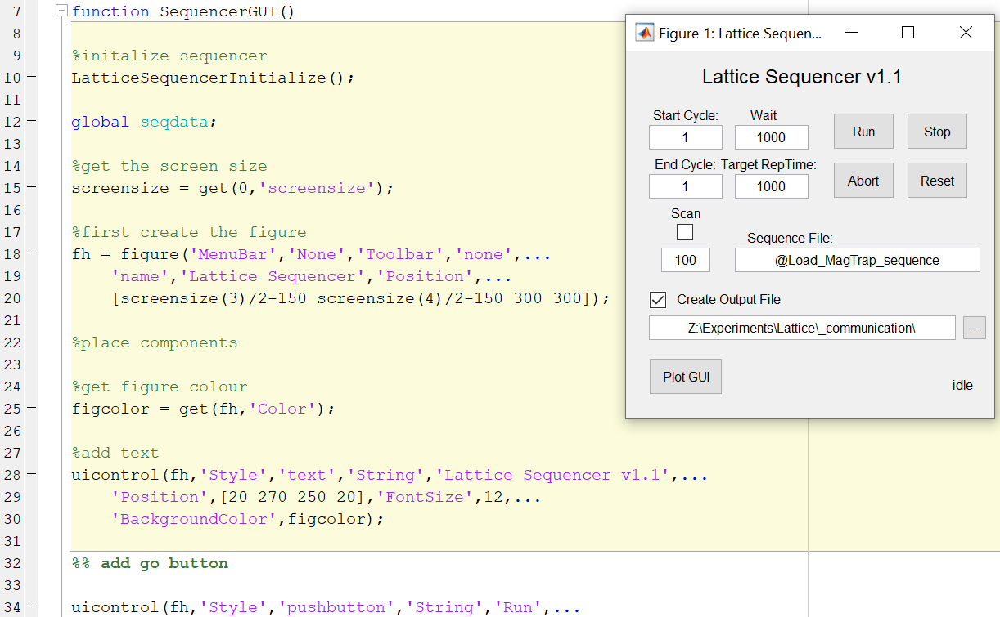 7 function SequencerGUI()
8
9 %initalize sequencer
10 LatticeSequencerInitialize();
11
12 global seqdata;
13
14 %get the screen size
15 screensize = get(0,'screensize');
16
17 %first create the figure
18 fh = figure('MenuBar','None','Toolbar','none',...
19 'name','Lattice Sequencer','Position',...
20 [screensize(3)/2-150 screensize(4)/2-150 300 300]);
21
22 %place components
23
24 %get figure colour
25 figcolor = get(fh,'Color');
26
27 %add text
28 uicontrol(fh,'Style','text','String','Lattice Sequencer v1.1',...
29 'Position',[20 270 250 20],'FontSize',12,...
30 'BackgroundColor',figcolor);
31
32 %% add go button
33
34 uicontrol(fh,'Style','pushbutton','String','Run',...
Figure 1: Lattice Sequen...
Lattice Sequencer v1.1
Start Cycle: Wait
1 1000 Run Stop
End Cycle: Target RepTime:
1 1000 Abort Reset
Scan
Sequence File:
100 @Load_MagTrap_sequence
Create Output File
Z:\Experiments\Lattice\_communication\ ...
Plot GUI
idle